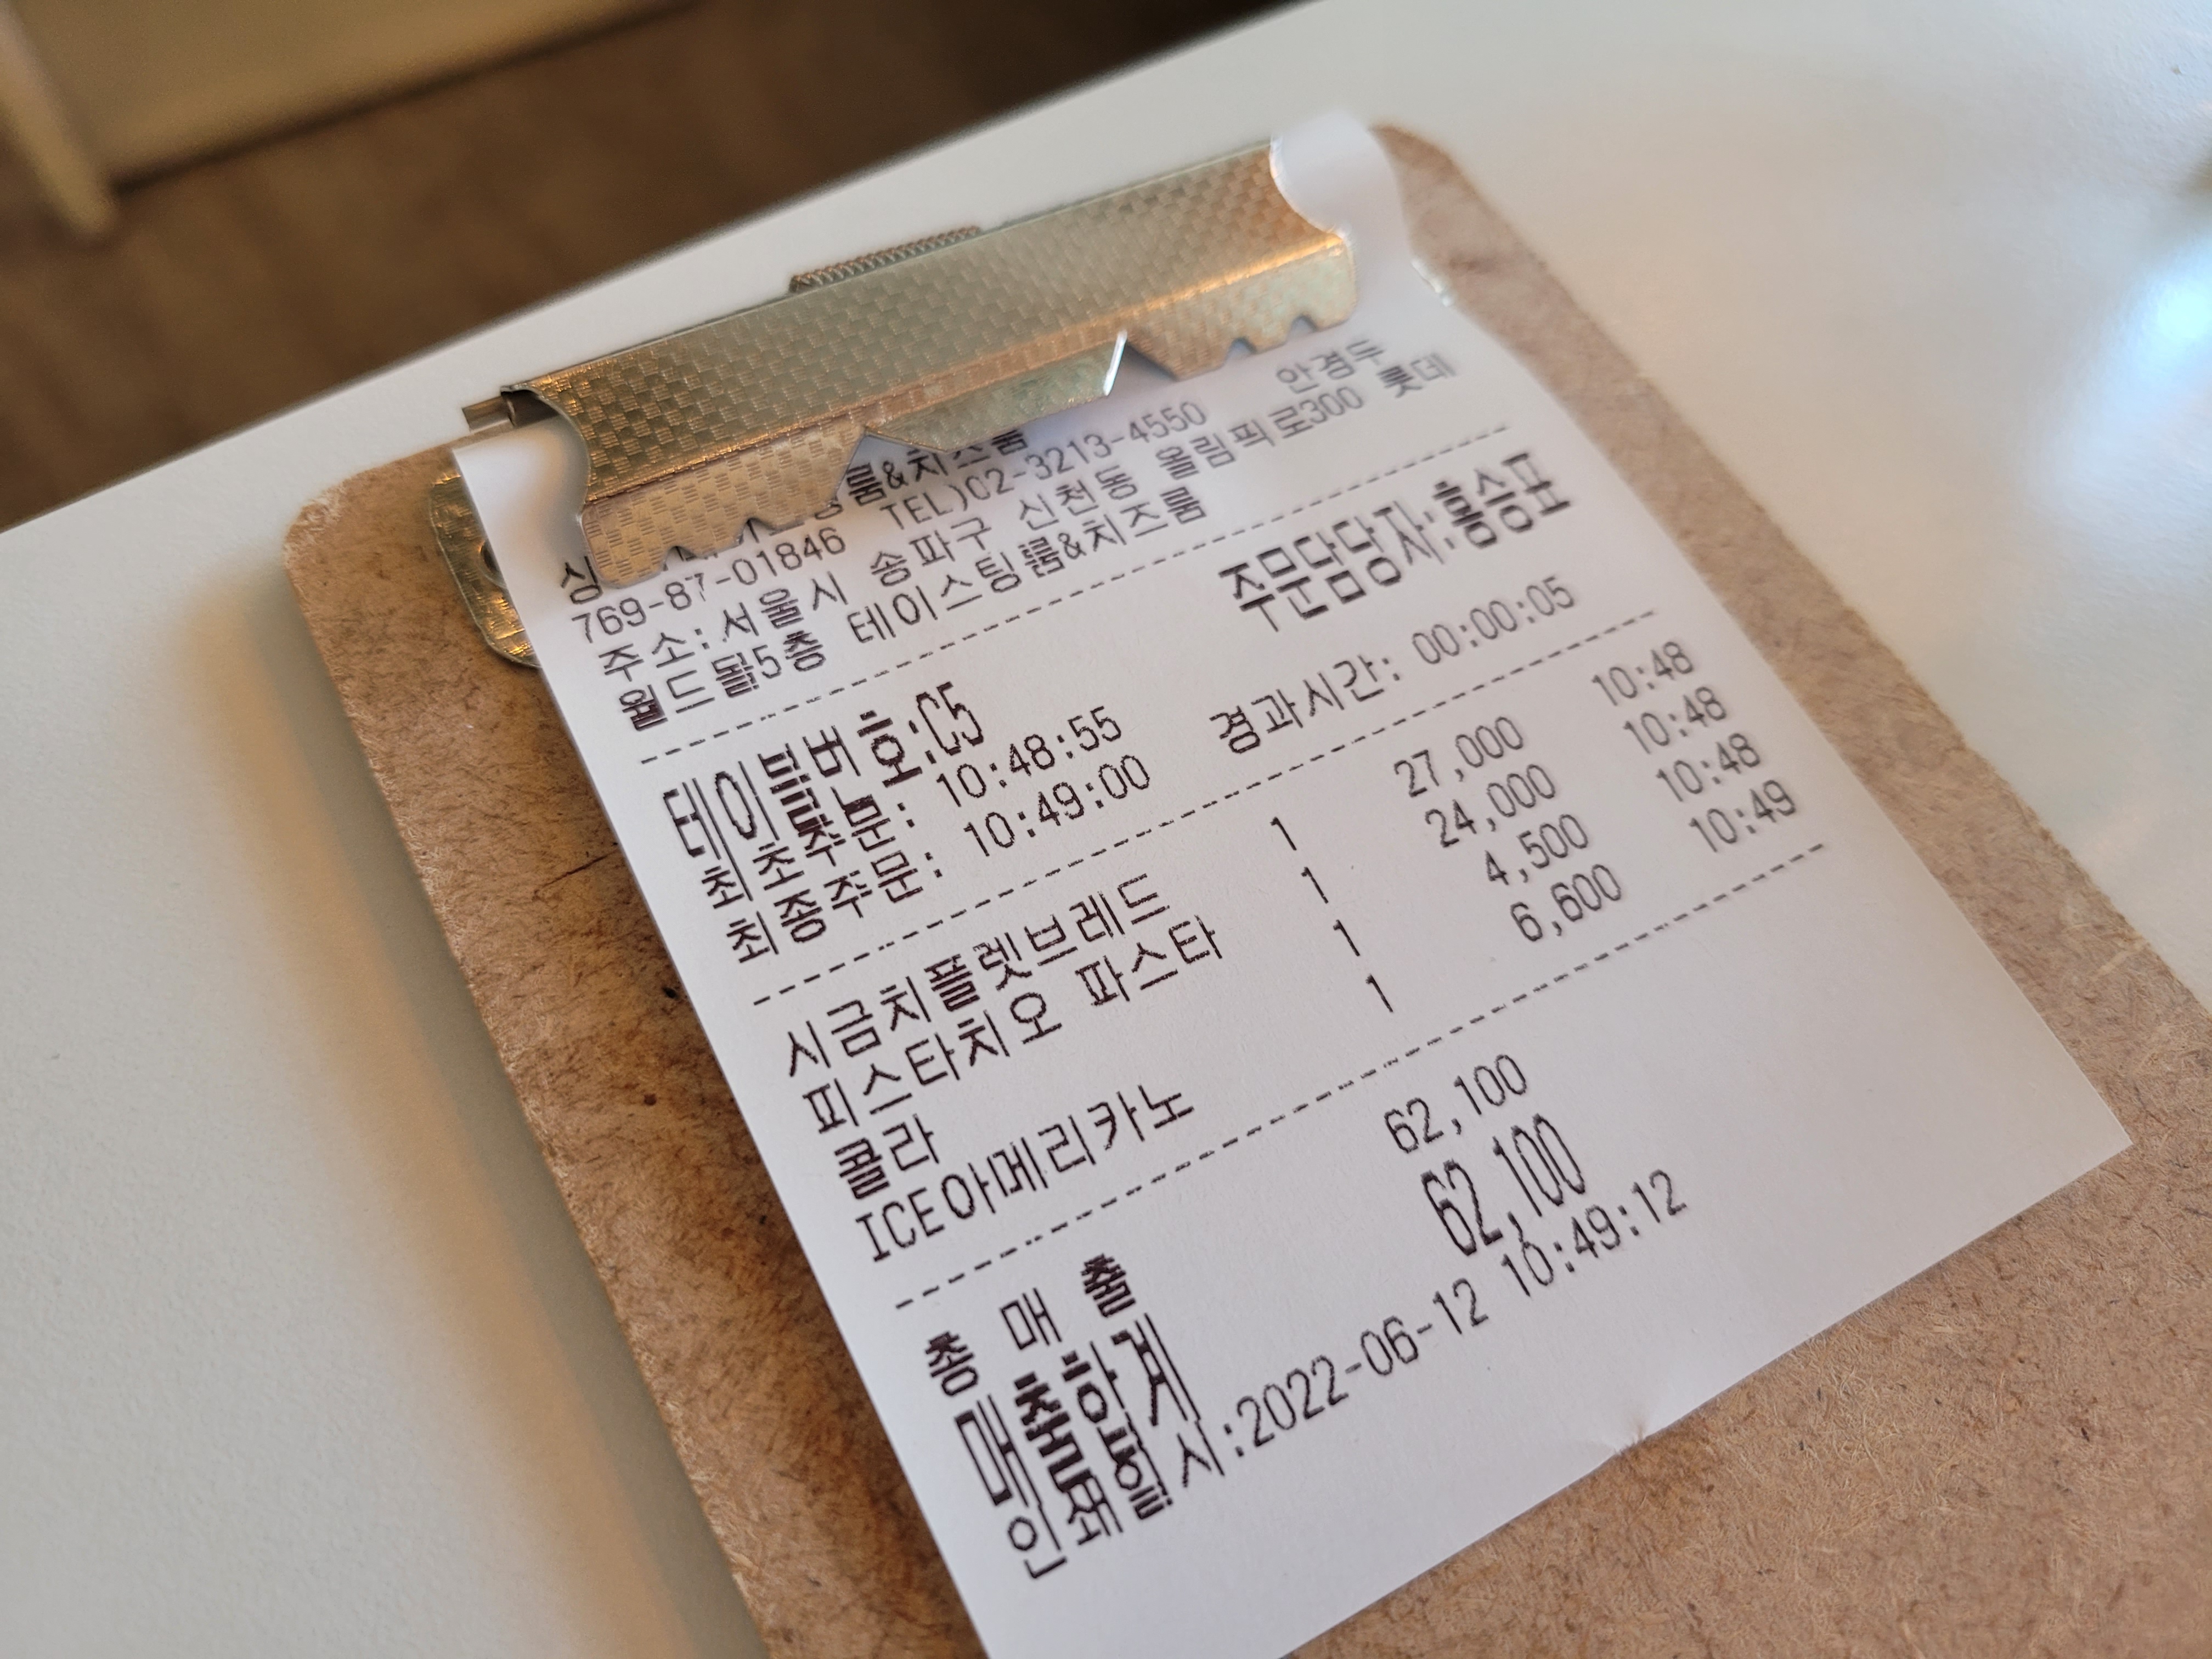 룸&치즈룸
769-87-01846 TEL)02-3213-4550 안경두
주소:서울시 송파구 신천동 올림픽로300 롯데
월드몰5층 테이스팅룸&치즈룸
주문담당자:홍승표
테이블번호:C5
최초주문: 10:48:55
최종주문: 10:49:00 경과시간: 00:00:05
시금치플렛브레드 1 27,000 10:48
피스타치오 파스타 1 24,000 10:48
콜라 1 4,500 10:48
ICE아메리카노 1 6,600 10:49
총 매 출 62,100
매출합계 62,100
인쇄일시:2022-06-12 10:49:12